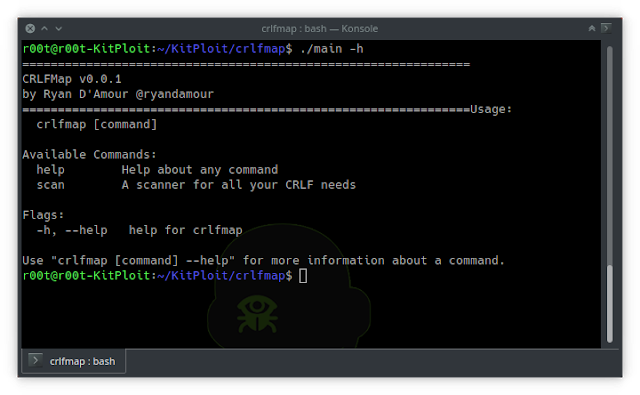 crlfmap : bash — Konsole
r00t@r00t-KitPloit:~/KitPloit/crlfmap$ ./main -h
===============================================================
CRLFMap v0.0.1
by Ryan D'Amour @ryandamour
===============================================================Usage:
  crlfmap [command]
Available Commands:
  help        Help about any command
  scan        A scanner for all your CRLF needs
Flags:
  -h, --help   help for crlfmap
Use "crlfmap [command] --help" for more information about a command.
r00t@r00t-KitPloit:~/KitPloit/crlfmap$
crlfmap : bash